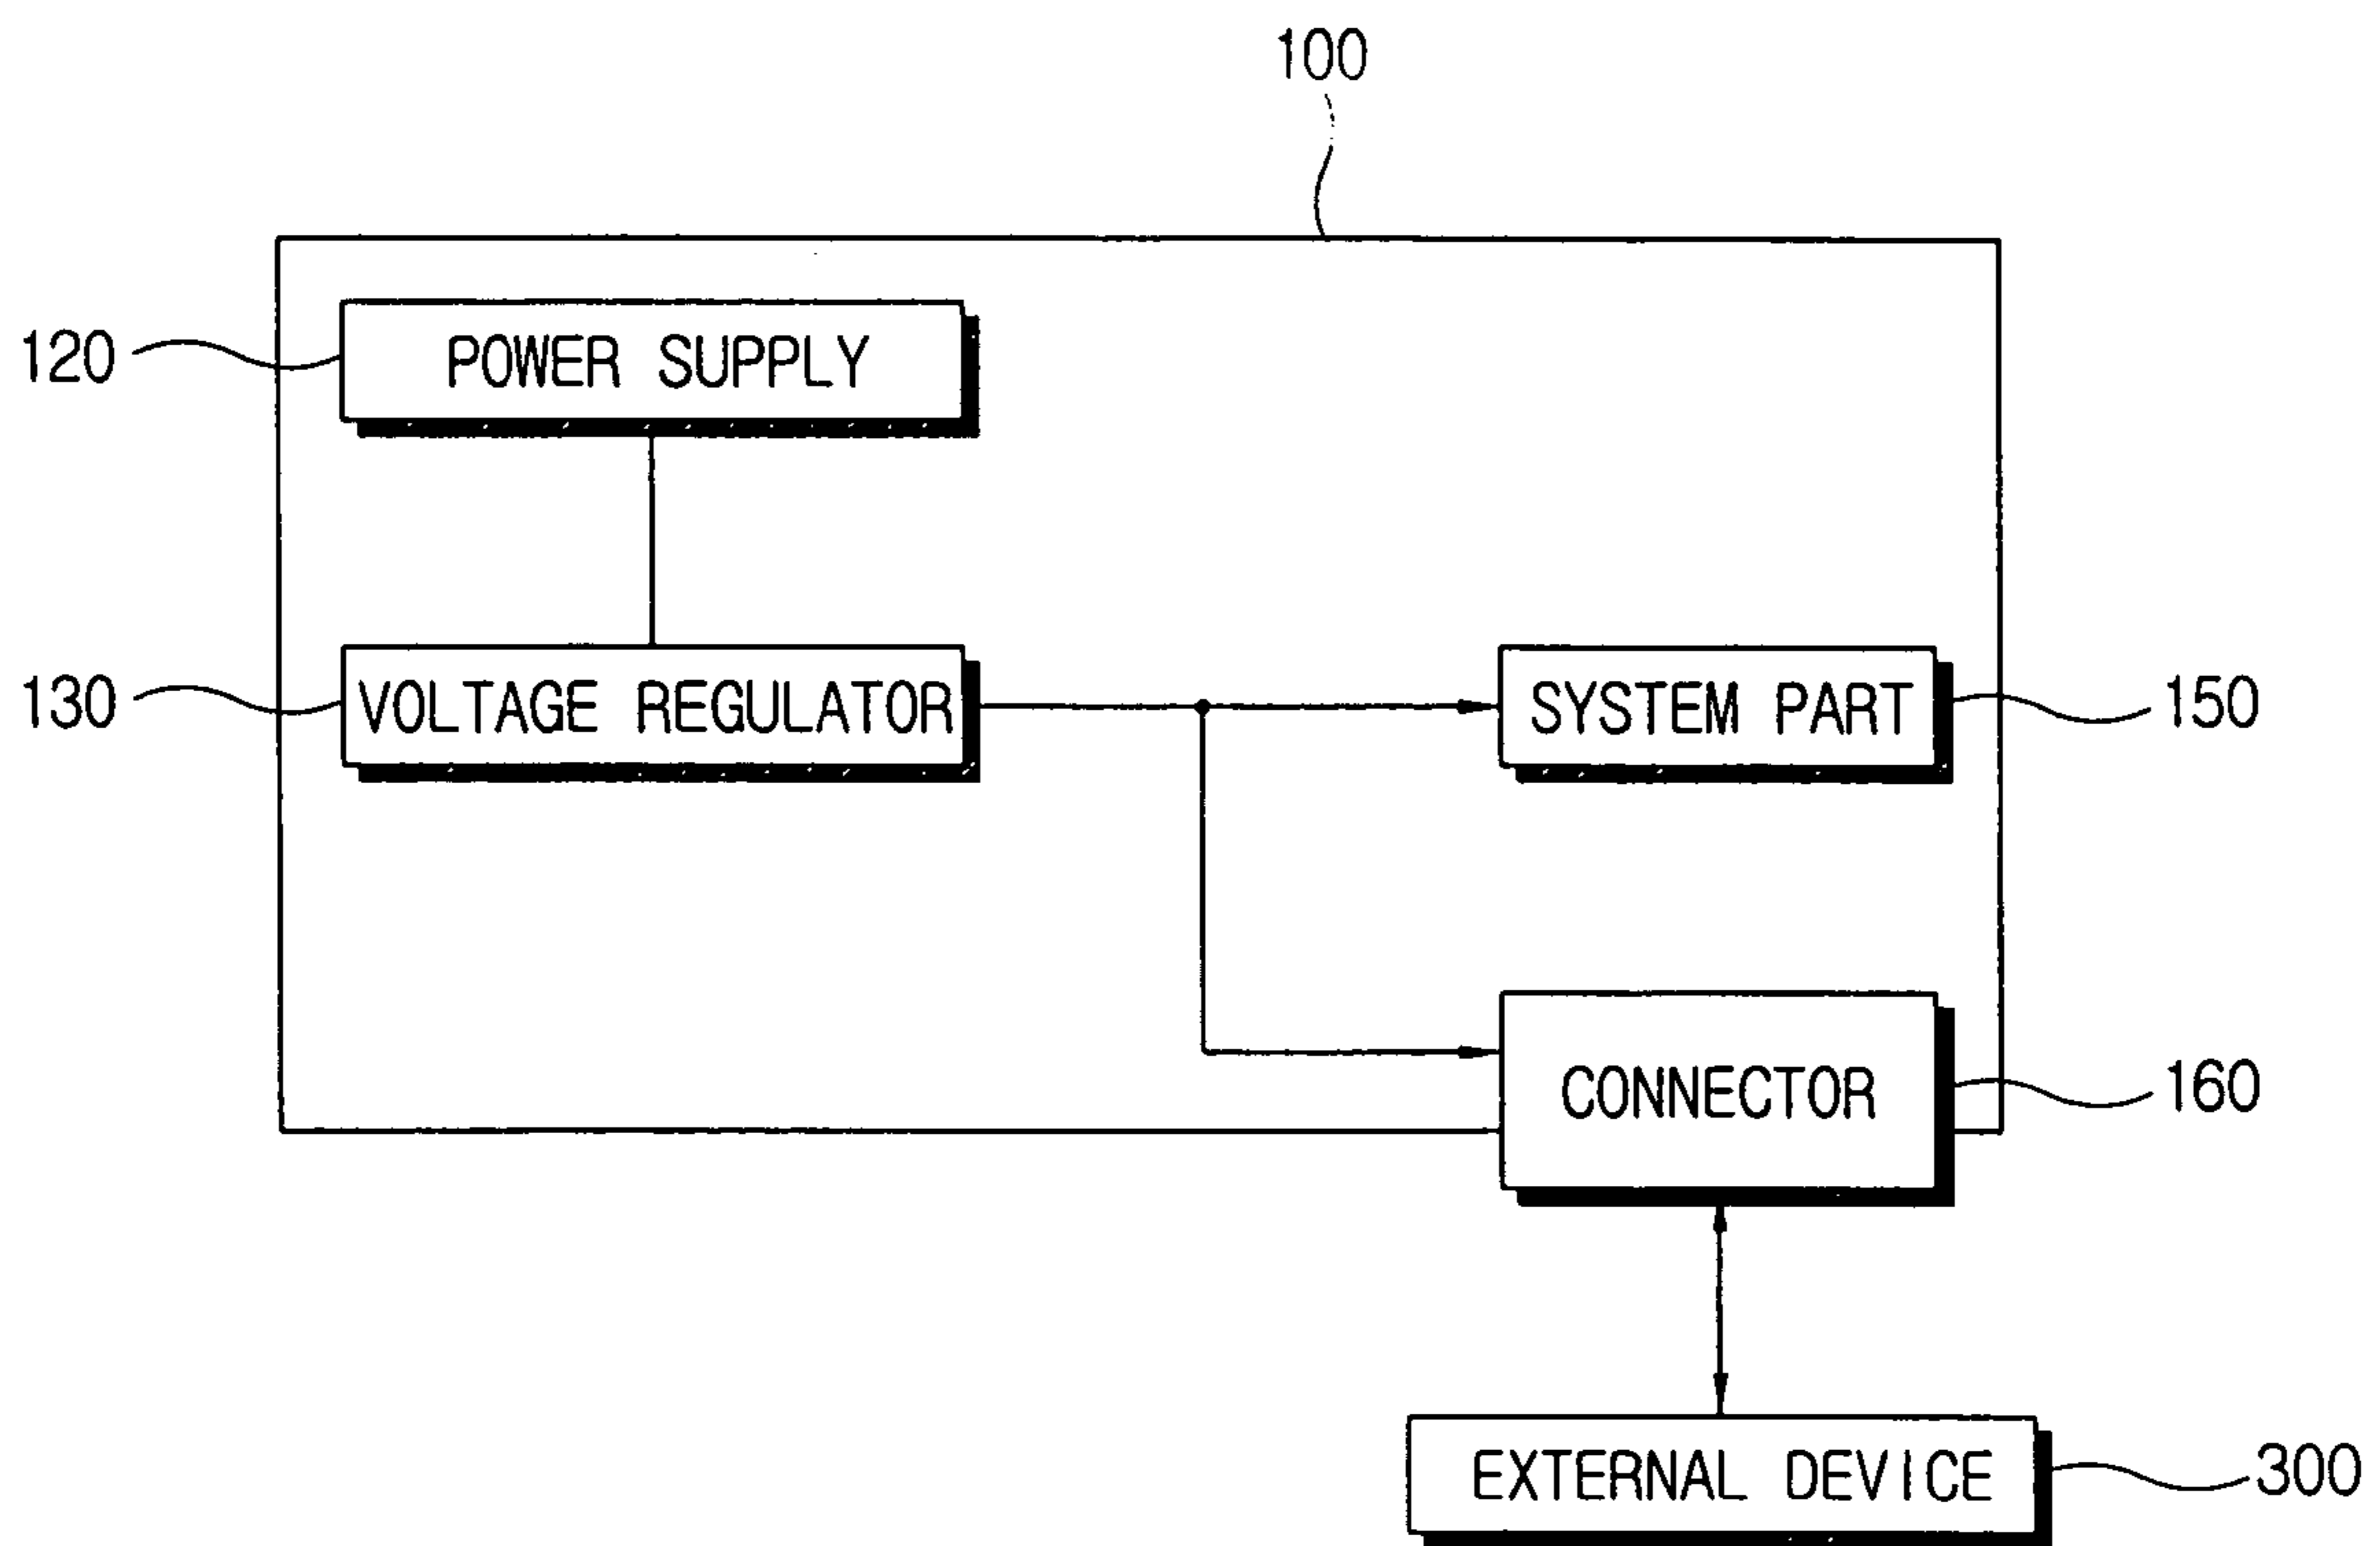 100
120
POWER SUPPLY
130
VOLTAGE REGULATOR
SYSTEM PART
150
CONNECTOR
160
EXTERNAL DEVICE
300